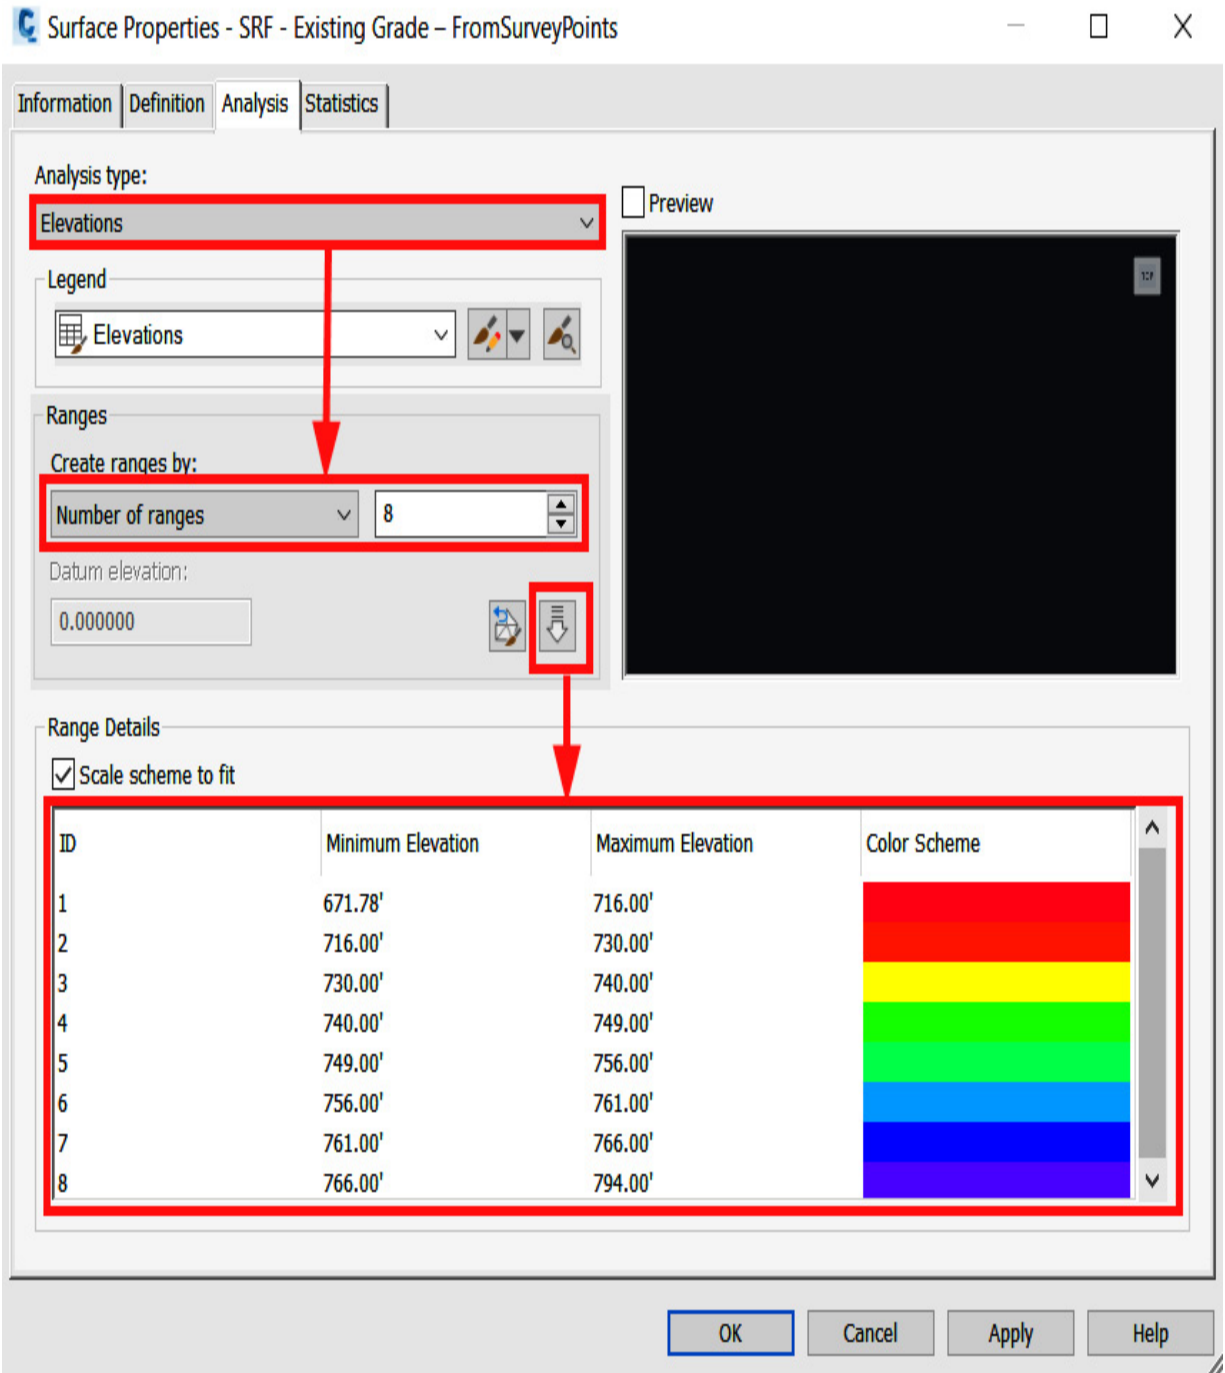 Surface Properties - SRF - Existing Grade – FromSurveyPoints
Information Definition Analysis Statistics
Analysis type:
Elevations
Preview
TOP
Legend
Elevations
Ranges
Create ranges by:
Number of ranges 8
Datum elevation:
0.000000
Range Details
Scale scheme to fit
ID Minimum Elevation Maximum Elevation Color Scheme
1 671.78' 716.00'
2 716.00' 730.00'
3 730.00' 740.00'
4 740.00' 749.00'
5 749.00' 756.00'
6 756.00' 761.00'
7 761.00' 766.00'
8 766.00' 794.00'
OK Cancel Apply Help